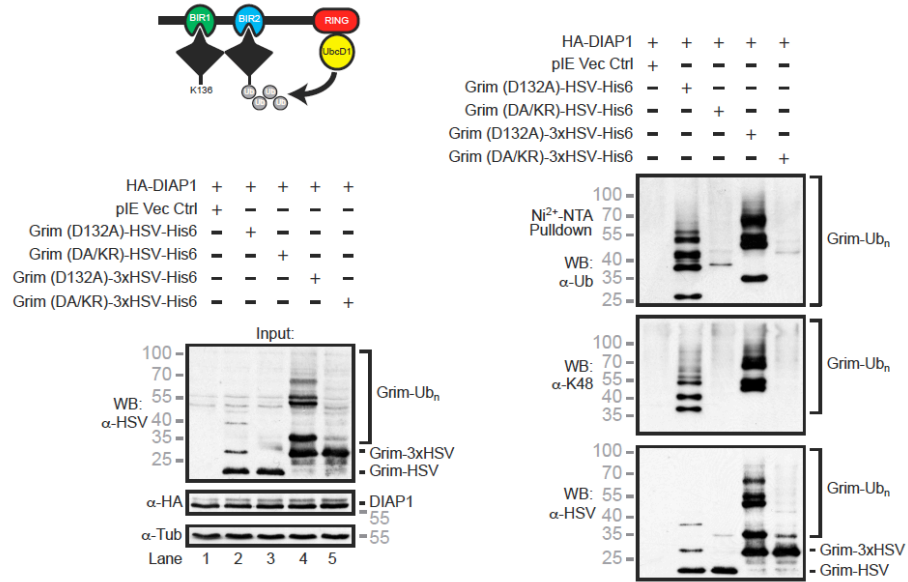 BIR1 BIR2 RING
UbcD1
K136
Ub
Ub Ub
Ub Ub
HA-DIAP1 + + + + +
pIE Vec Ctrl + − − − −
Grim (D132A)-HSV-His6 − + − − −
Grim (DA/KR)-HSV-His6 − − + − −
Grim (D132A)-3xHSV-His6 − − − + −
Grim (DA/KR)-3xHSV-His6 − − − − +
Input:
WB:
α-HSV
100
70
55
40
35
25
Grim-Ubₙ
Grim-3xHSV
Grim-HSV
α-HA
DIAP1
55
α-Tub
55
Lane 1 2 3 4 5
HA-DIAP1 + + + + +
pIE Vec Ctrl + − − − −
Grim (D132A)-HSV-His6 − + − − −
Grim (DA/KR)-HSV-His6 − − + − −
Grim (D132A)-3xHSV-His6 − − − + −
Grim (DA/KR)-3xHSV-His6 − − − − +
Ni²⁺-NTA
Pulldown
WB:
α-Ub
100
70
55
40
35
25
Grim-Ubₙ
WB:
α-K48
100
70
55
40
35
Grim-Ubₙ
WB:
α-HSV
100
70
55
40
35
25
Grim-Ubₙ
Grim-3xHSV
Grim-HSV